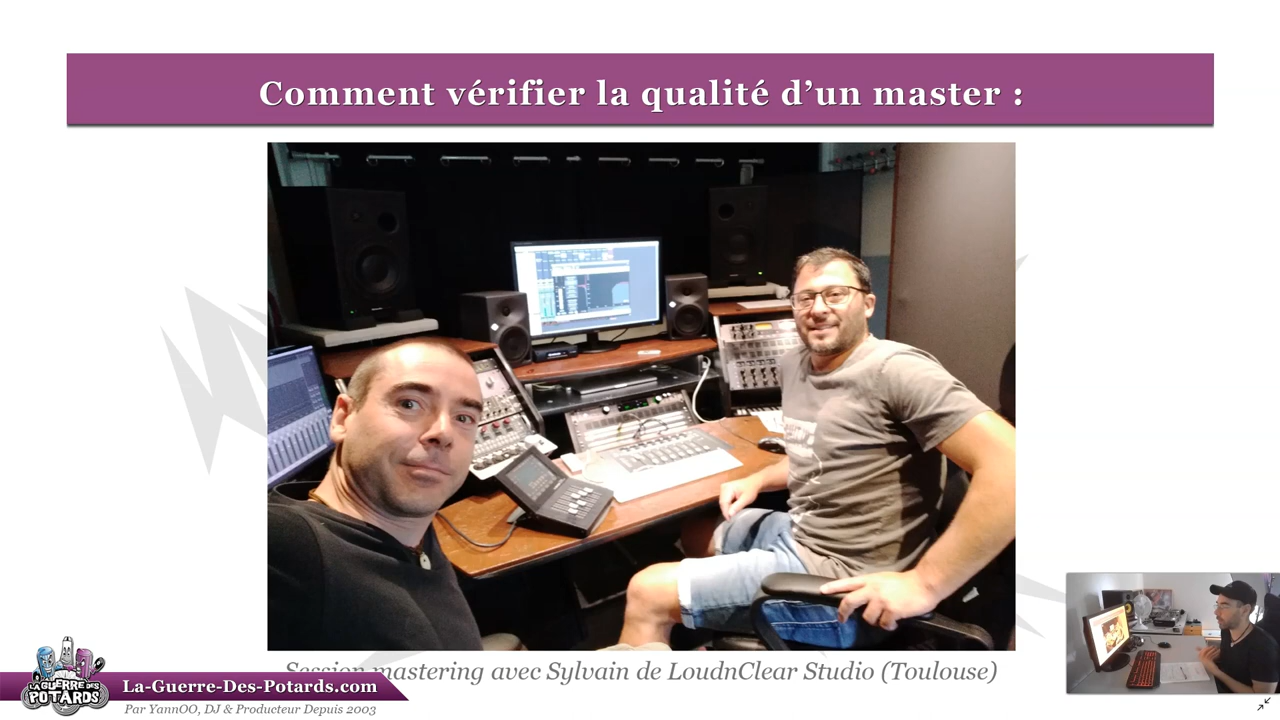 Comment vérifier la qualité d’un master :
Session mastering avec Sylvain de LoudnClear Studio (Toulouse)
LA GUERRE DES
POTARDS
La-Guerre-Des-Potards.com
Par YannOO, DJ & Producteur Depuis 2003